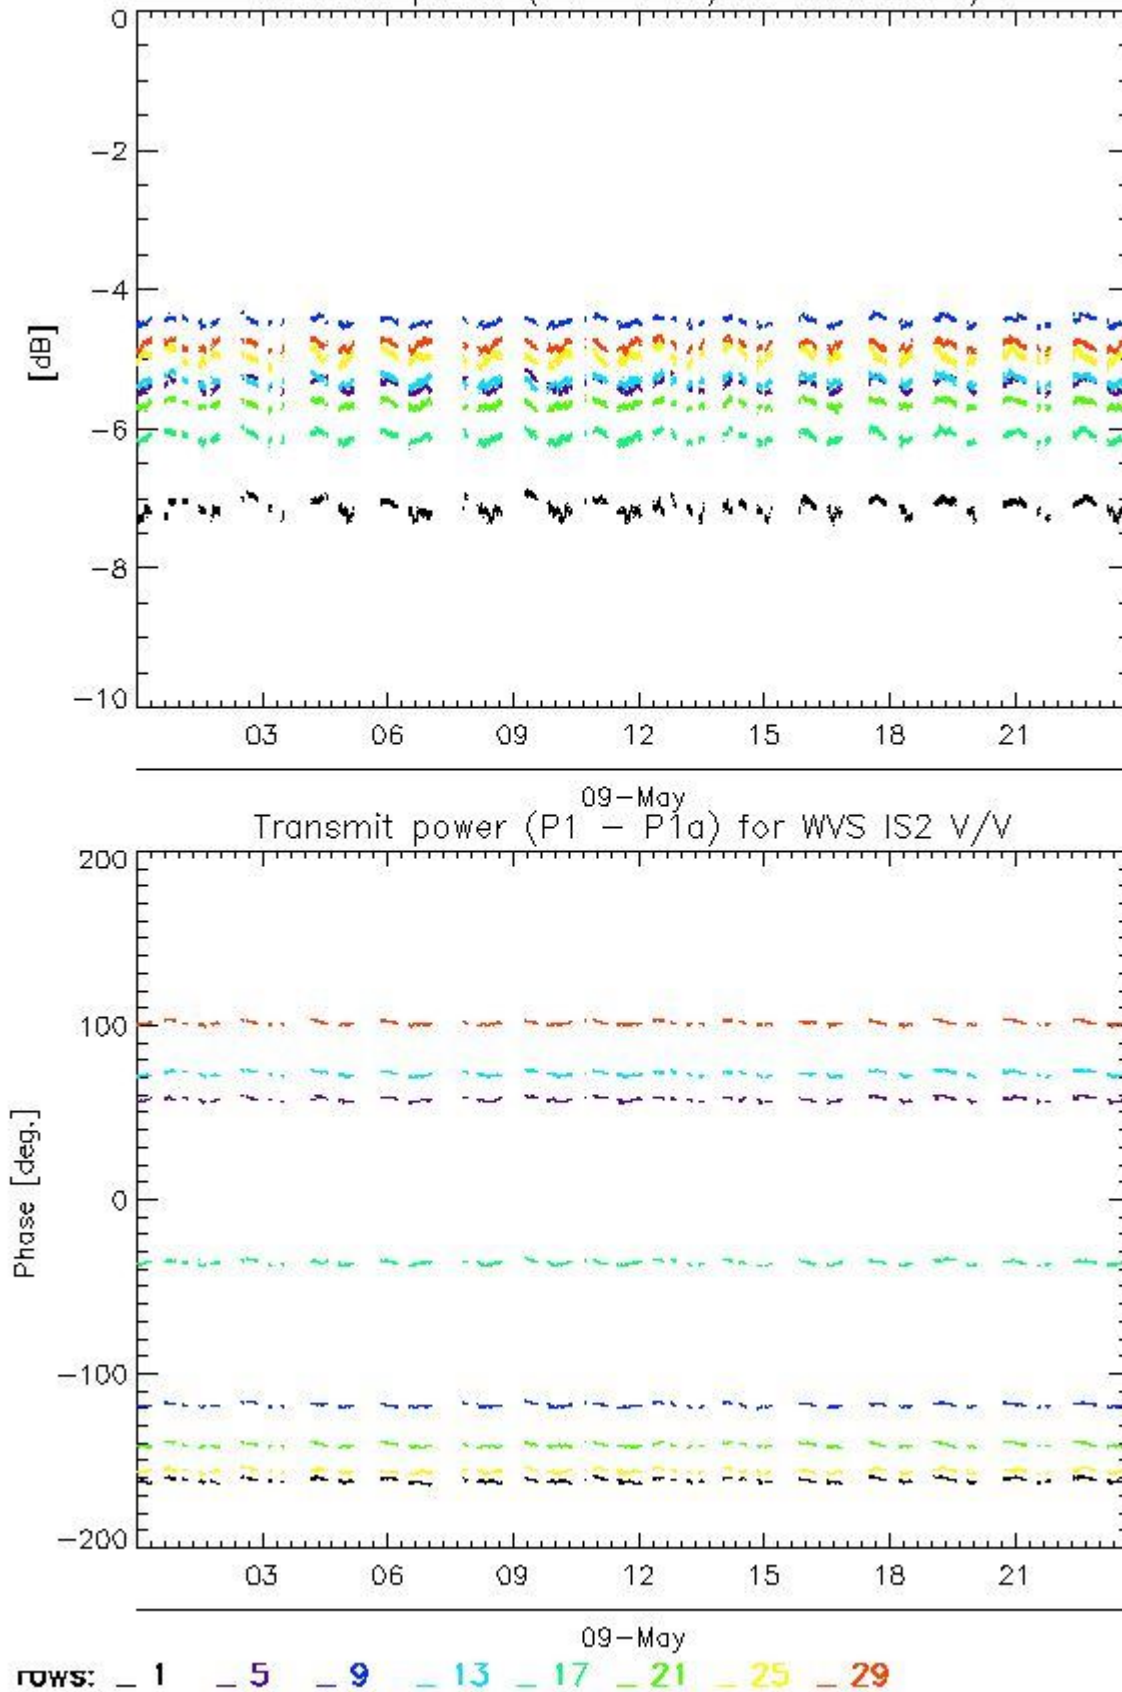 0
−2
−4
[dB]
−6
−8
−10
03 06 09 12 15 18 21
09−May
Transmit power (P1 − P1a) for WVS IS2 V/V
200
100
Phase [deg.]
0
−100
−200
03 06 09 12 15 18 21
09−May
rows: _ 1 _ 5 _ 9 _ 13 _ 17 _ 21 _ 25 _ 29